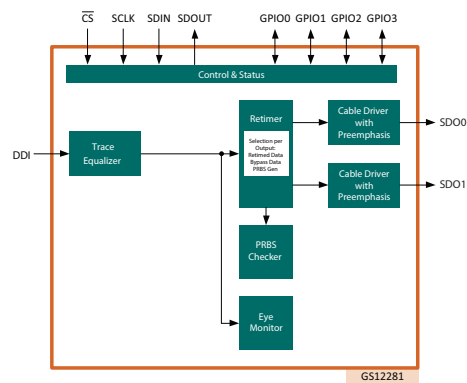 CS SCLK SDIN SDOUT GPIO0 GPIO1 GPIO2 GPIO3
Control & Status
DDI
Trace
Equalizer
Retimer
Selection per
Output:
Retimed Data
Bypass Data
PRBS Gen
Cable Driver
with
Preemphasis
SDO0
Cable Driver
with
Preemphasis
SDO1
PRBS
Checker
Eye
Monitor
GS12281